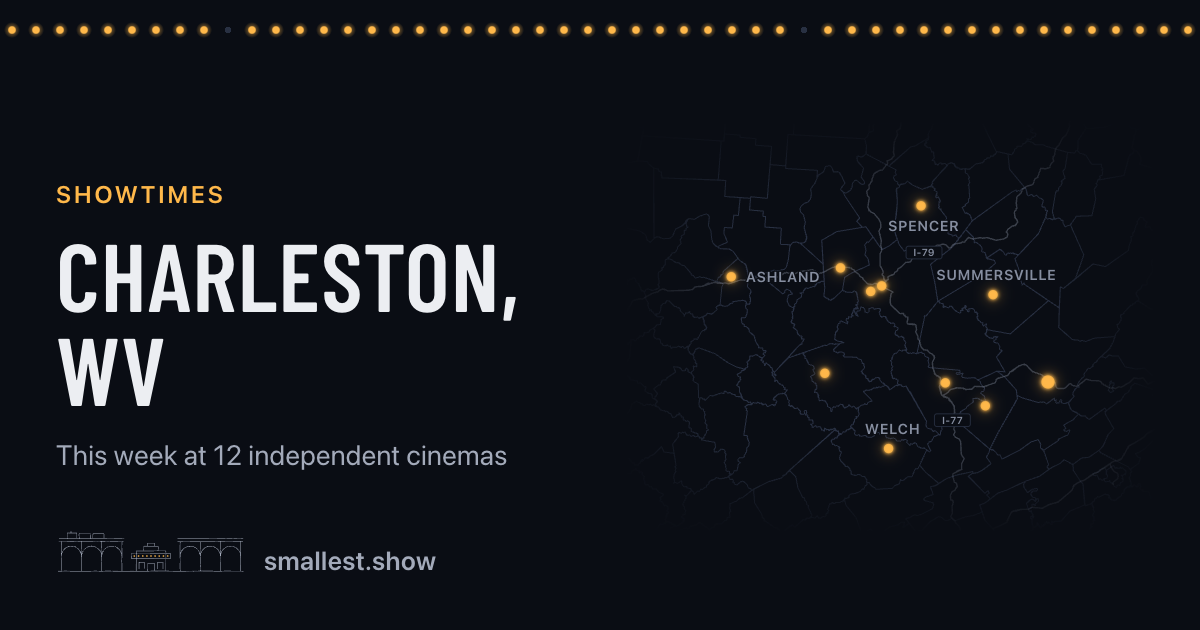 SHOWTIMES
CHARLESTON,
WV
This week at 12 independent cinemas
smallest.show
SPENCER
I-79
ASHLAND
SUMMERSVILLE
I-77
WELCH